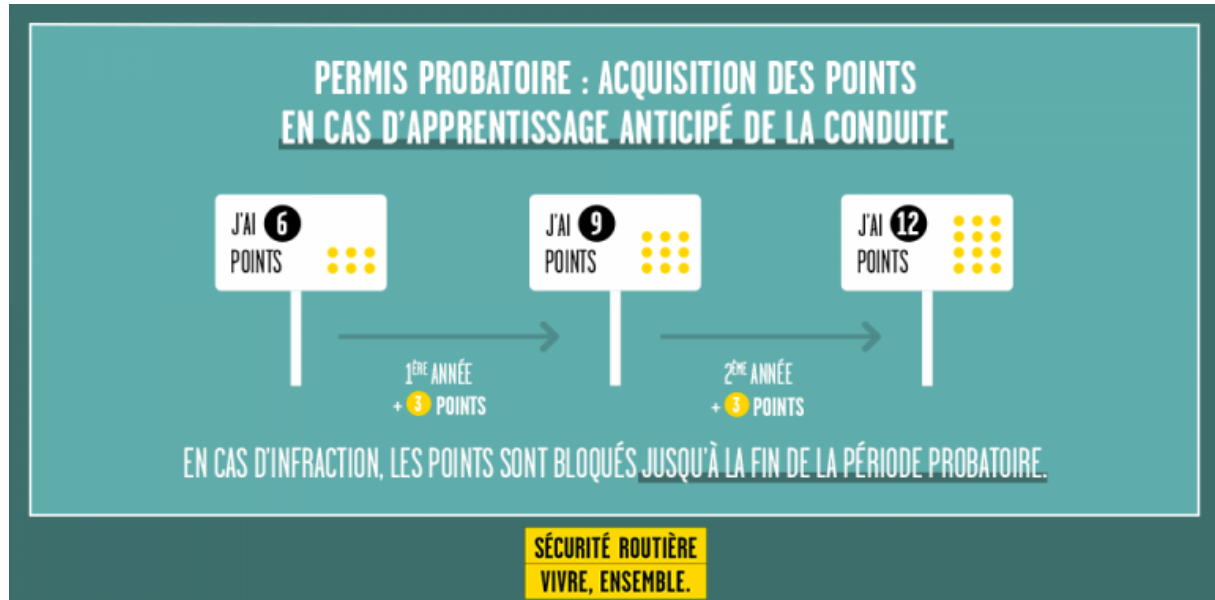 PERMIS PROBATOIRE : ACQUISITION DES POINTS
EN CAS D'APPRENTISSAGE ANTICIPÉ DE LA CONDUITE
J'AI 6
POINTS
J'AI 9
POINTS
J'AI 12
POINTS
1ÈRE ANNÉE
+ 3 POINTS
2ÈME ANNÉE
+ 3 POINTS
EN CAS D'INFRACTION, LES POINTS SONT BLOQUÉS JUSQU'À LA FIN DE LA PÉRIODE PROBATOIRE.
SÉCURITÉ ROUTIÈRE
VIVRE, ENSEMBLE.